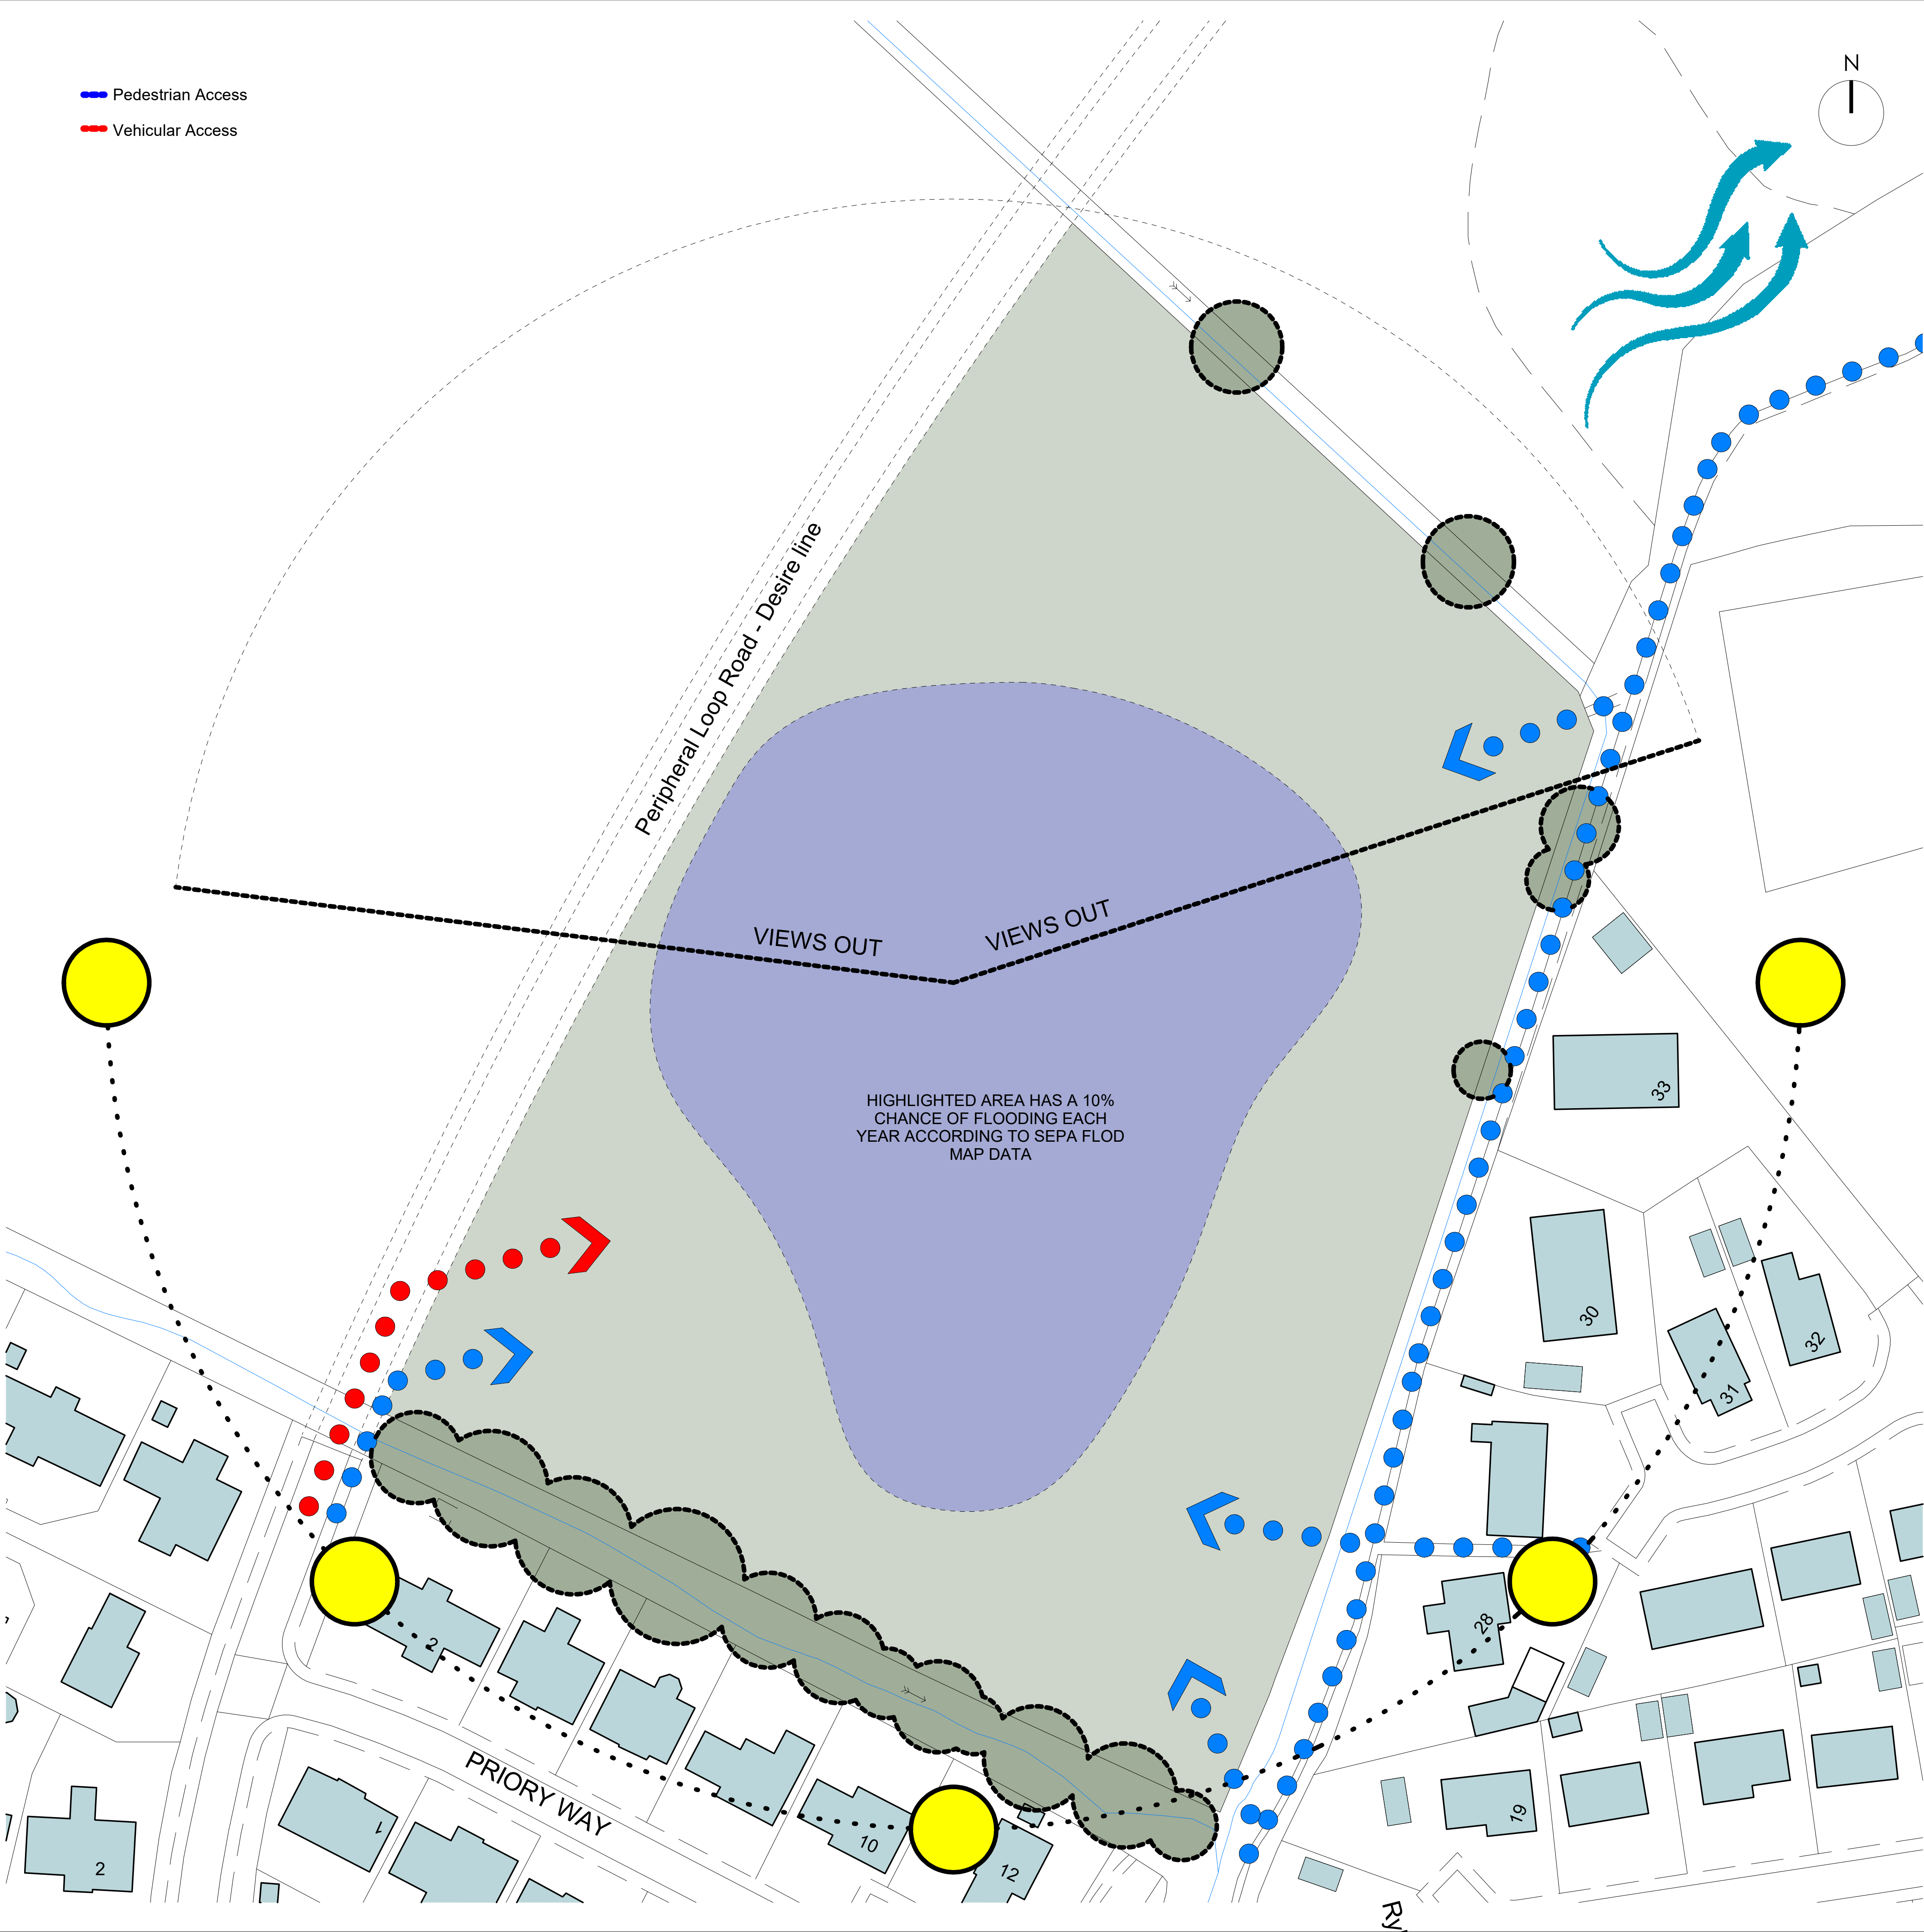 N
Pedestrian Access
Vehicular Access
Peripheral Loop Road - Desire line
VIEWS OUT
VIEWS OUT
HIGHLIGHTED AREA HAS A 10%
CHANCE OF FLOODING EACH
YEAR ACCORDING TO SEPA FLOD
MAP DATA
33
30
32
31
28
2
PRIORY WAY
1
2
10
12
19
Ry